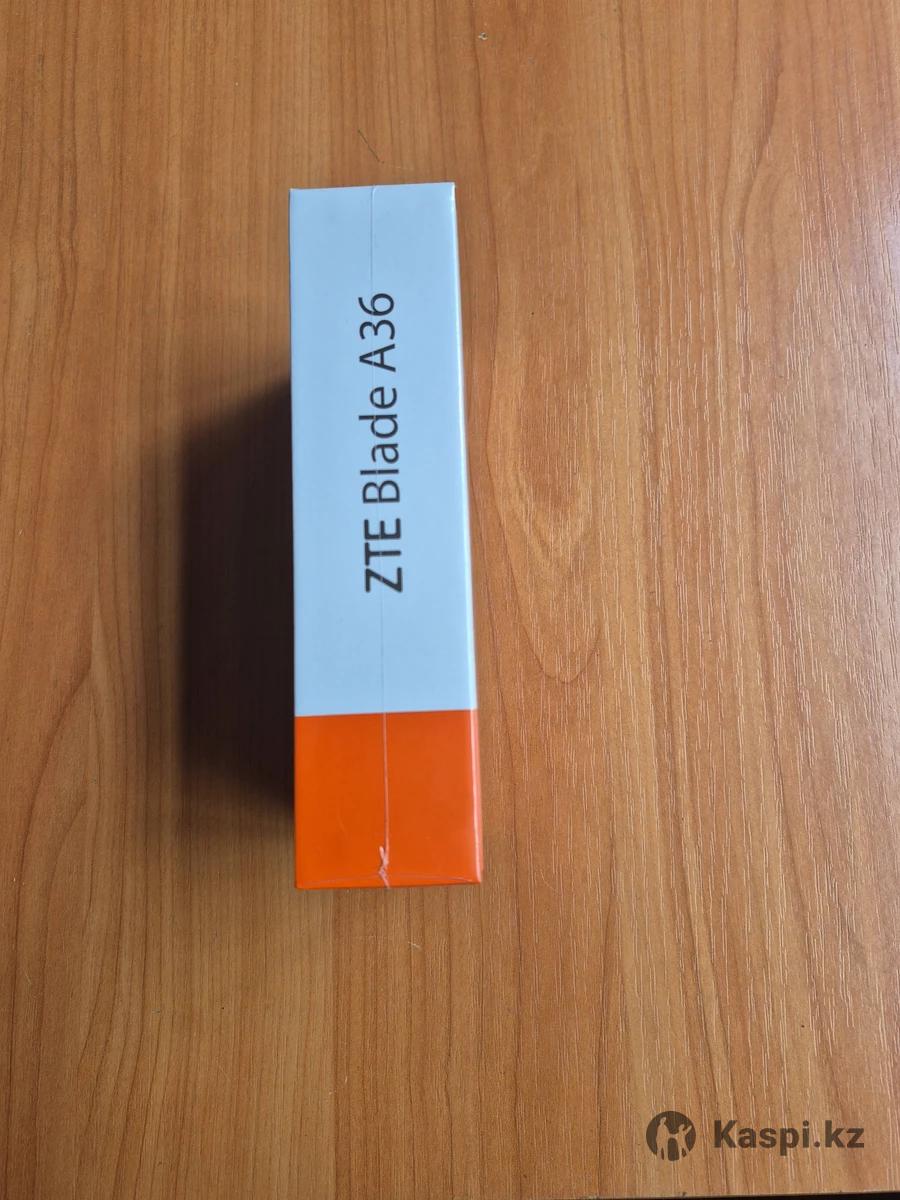 ZTE Blade A36
Kaspi.kz